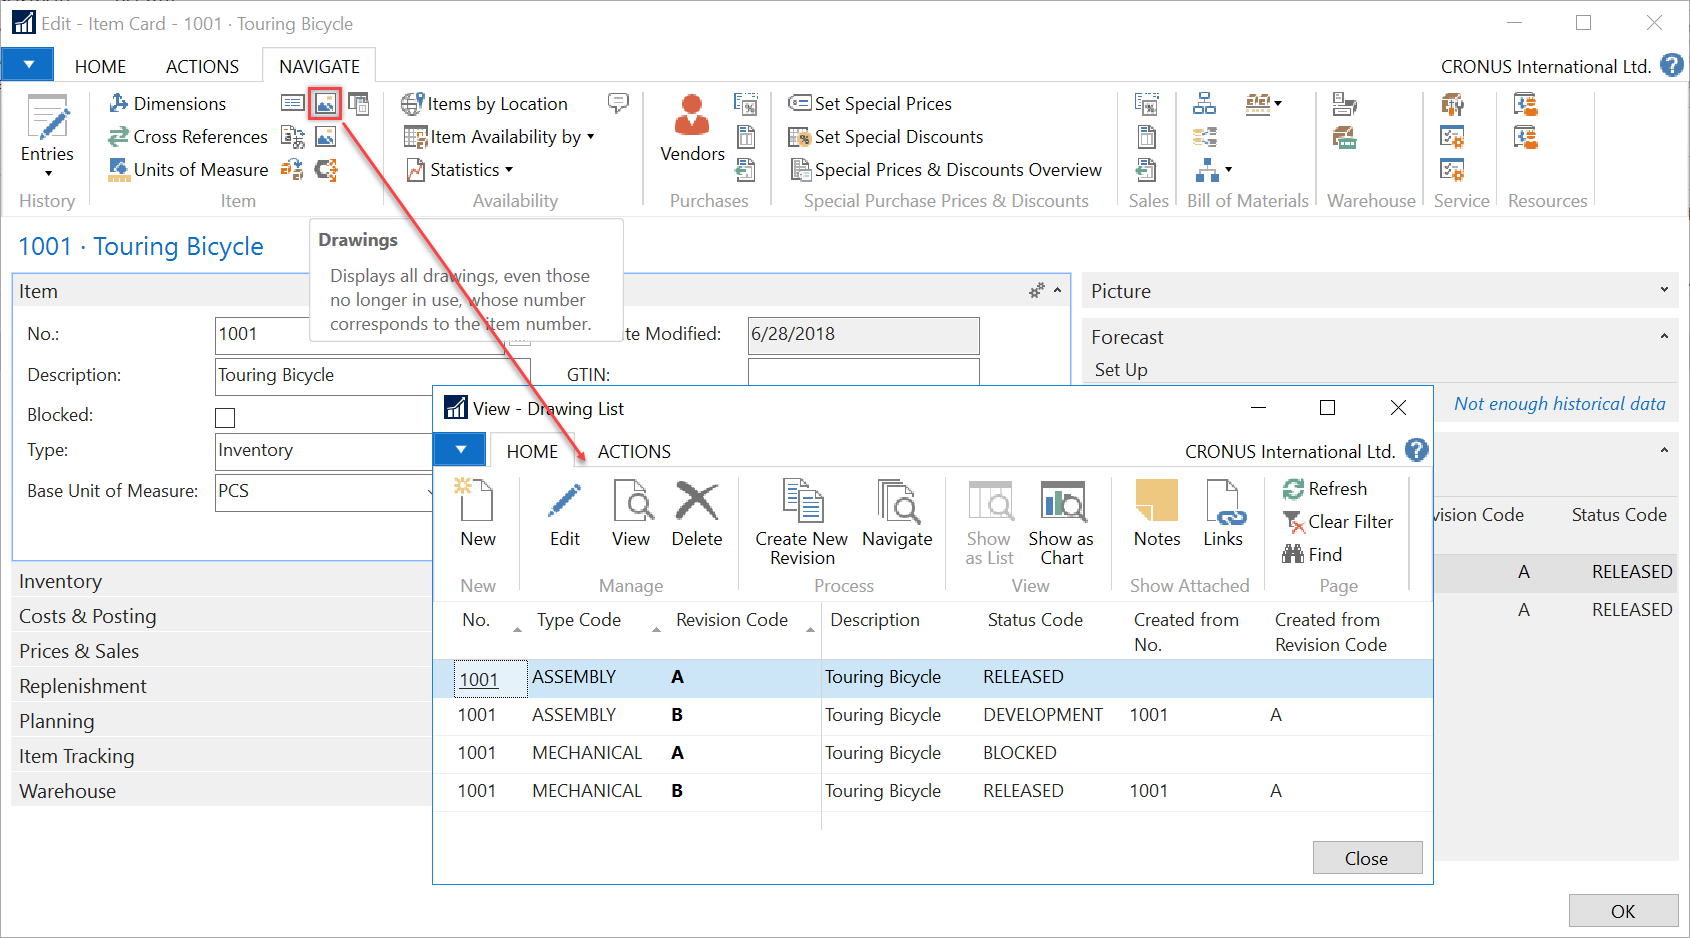 Edit - Item Card - 1001 · Touring Bicycle
HOME ACTIONS NAVIGATE CRONUS International Ltd. ?
Entries
History
Dimensions
Cross References
Units of Measure
Item
Items by Location
Item Availability by
Statistics
Availability
Vendors
Purchases
Set Special Prices
Set Special Discounts
Special Prices & Discounts Overview
Special Purchase Prices & Discounts
Sales
Bill of Materials
Warehouse
Service
Resources
1001 · Touring Bicycle
Drawings
Displays all drawings, even those
no longer in use, whose number
corresponds to the item number.
Item
No.: 1001
Description: Touring Bicycle
Blocked:
Type: Inventory
Base Unit of Measure: PCS
Modified: 6/28/2018
GTIN:
Inventory
Costs & Posting
Prices & Sales
Replenishment
Planning
Item Tracking
Warehouse
Picture
Forecast
Set Up
Not enough historical data
Code Status Code
A RELEASED
A RELEASED
View - Drawing List
HOME ACTIONS CRONUS International Ltd. ?
New
New
Edit View Delete
Manage
Create New
Revision
Navigate
Process
Show
as List
Show as
Chart
View
Notes Links
Show Attached
Refresh
Clear Filter
Find
Page
No. Type Code Revision Code Description Status Code Created from
No. Created from
Revision Code
1001 ASSEMBLY A Touring Bicycle RELEASED
1001 ASSEMBLY B Touring Bicycle DEVELOPMENT 1001 A
1001 MECHANICAL A Touring Bicycle BLOCKED
1001 MECHANICAL B Touring Bicycle RELEASED 1001 A
Close
OK